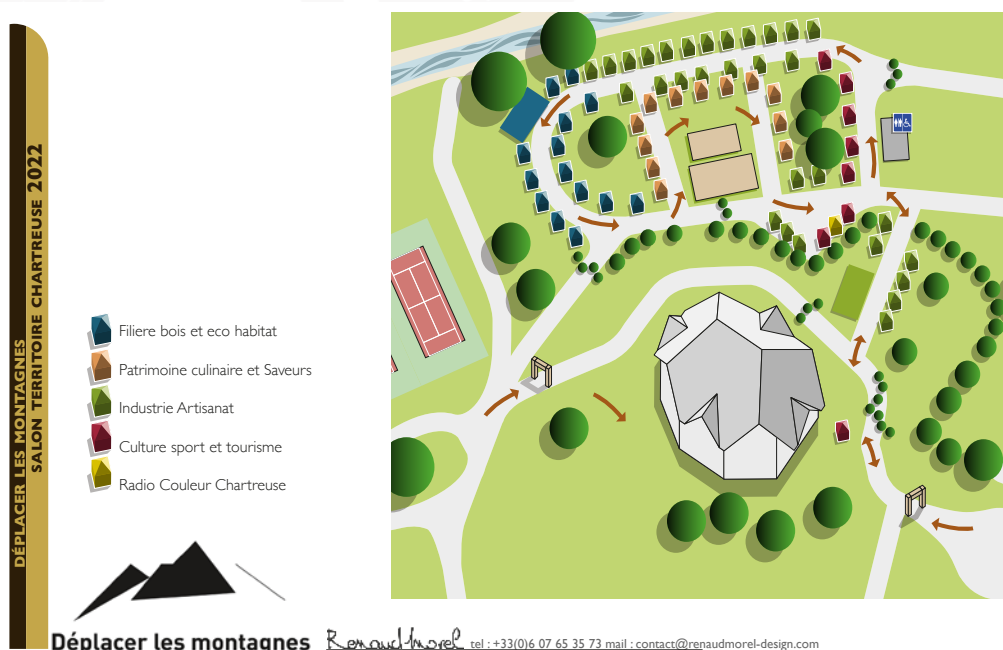 DÉPLACER LES MONTAGNES
SALON TERRITOIRE CHARTREUSE 2022
Filiere bois et eco habitat
Patrimoine culinaire et Saveurs
Industrie Artisanat
Culture sport et tourisme
Radio Couleur Chartreuse
Déplacer les montagnes
Renaud Morel tel : +33(0)6 07 65 35 73 mail : contact@renaudmorel-design.com